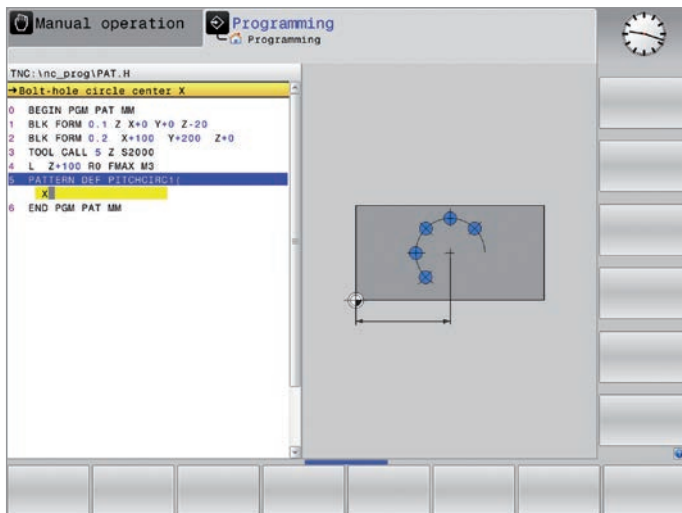 Manual operation
Programming
Programming
TNC:\nc_prog\PAT.H
→Bolt-hole circle center X
0 BEGIN PGM PAT MM
1 BLK FORM 0.1 Z X+0 Y+0 Z-20
2 BLK FORM 0.2 X+100 Y+200 Z+0
3 TOOL CALL 5 Z S2000
4 L Z+100 R0 FMAX M3
5 PATTERN DEF PITCHCIRC1(
X
6 END PGM PAT MM